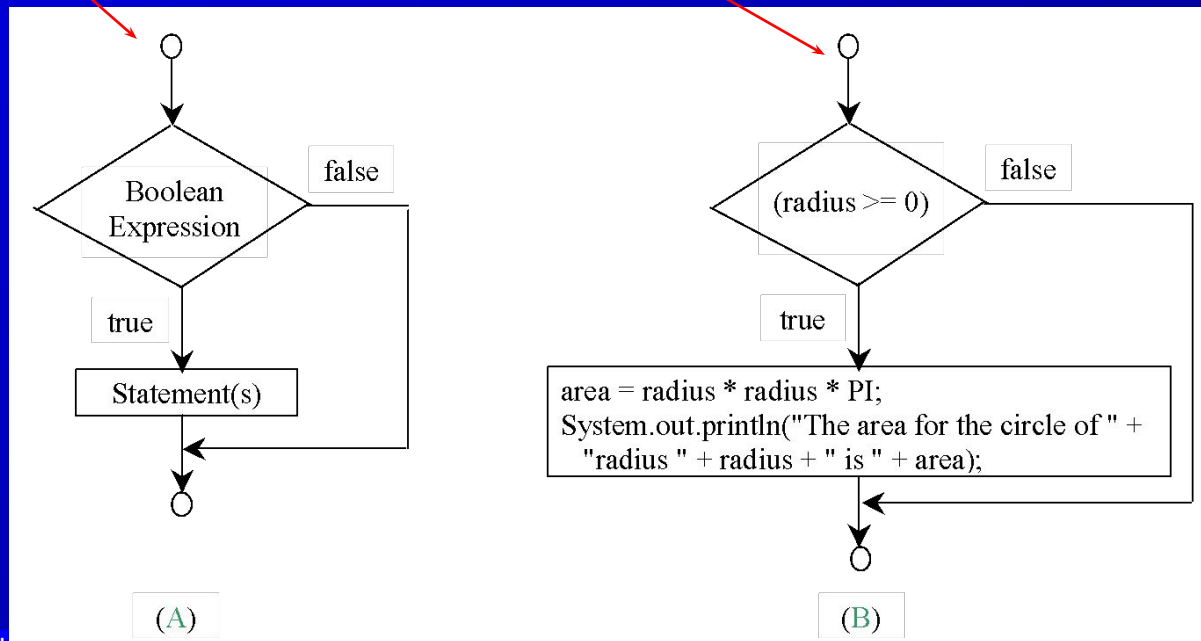 Boolean
Expression
false
true
Statement(s)
(A)
(radius >= 0)
false
true
area = radius * radius * PI;
System.out.println("The area for the circle of " +
"radius " + radius + " is " + area);
(B)